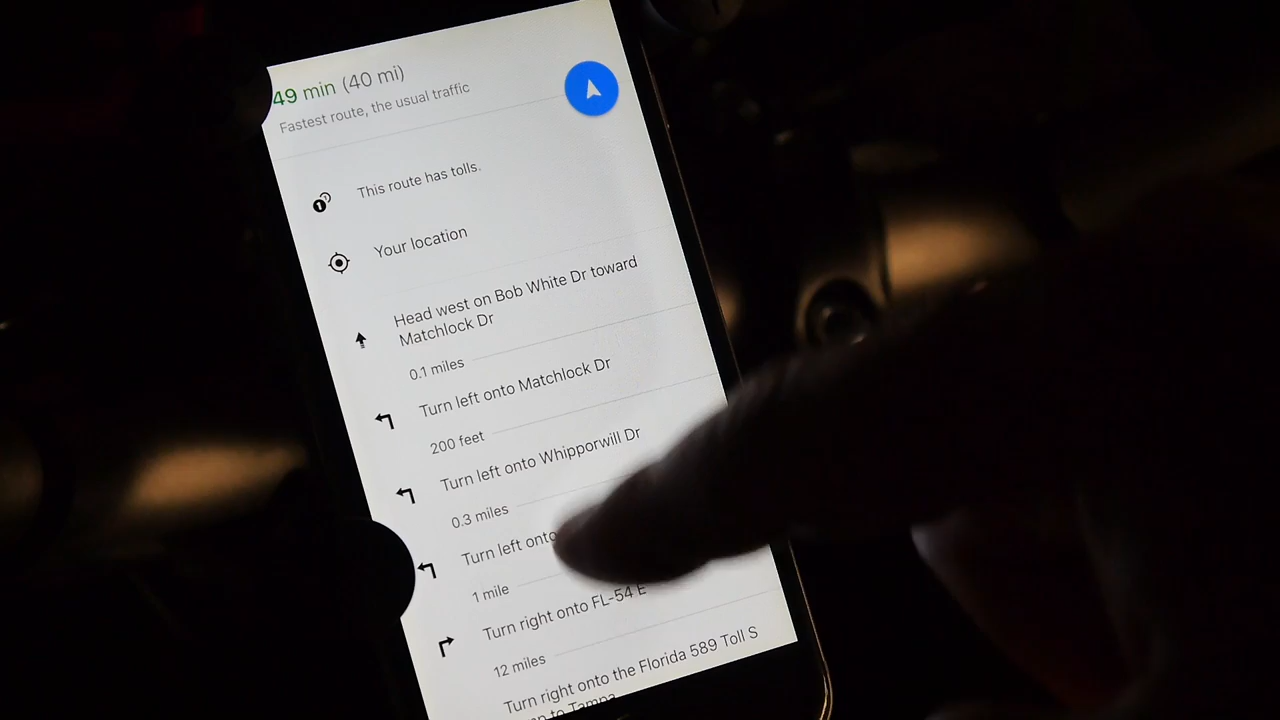 49 min (40 mi)
Fastest route, the usual traffic
This route has tolls.
Your location
Head west on Bob White Dr toward
Matchlock Dr
0.1 miles
Turn left onto Matchlock Dr
200 feet
Turn left onto Whipporwill Dr
0.3 miles
Turn left onto
1 mile
Turn right onto FL-54 E
12 miles
Turn right onto the Florida 589 Toll S
to Tampa